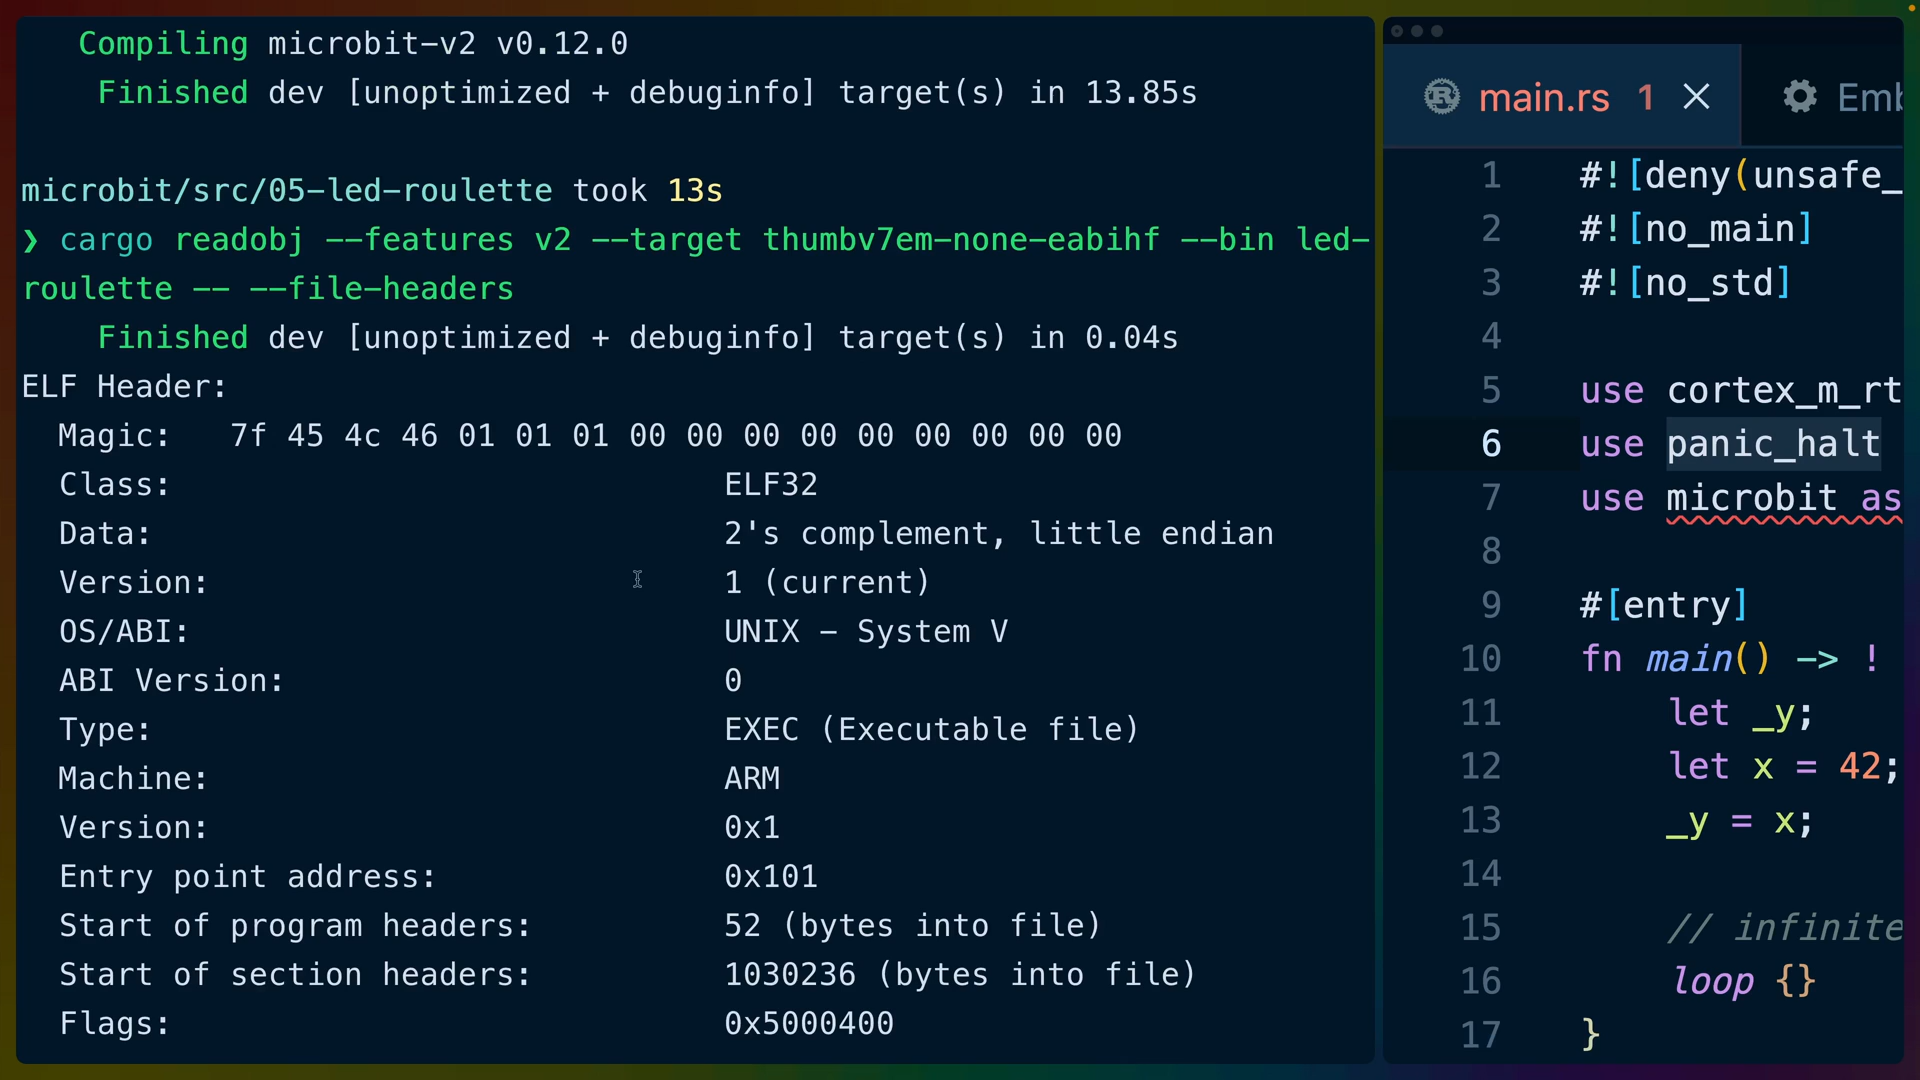 Compiling microbit-v2 v0.12.0
Finished dev [unoptimized + debuginfo] target(s) in 13.85s
microbit/src/05-led-roulette took 13s
❯ cargo readobj --features v2 --target thumbv7em-none-eabihf --bin led-
roulette -- --file-headers
Finished dev [unoptimized + debuginfo] target(s) in 0.04s
ELF Header:
Magic: 7f 45 4c 46 01 01 01 00 00 00 00 00 00 00 00 00
Class: ELF32
Data: 2's complement, little endian
Version: 1 (current)
OS/ABI: UNIX - System V
ABI Version: 0
Type: EXEC (Executable file)
Machine: ARM
Version: 0x1
Entry point address: 0x101
Start of program headers: 52 (bytes into file)
Start of section headers: 1030236 (bytes into file)
Flags: 0x5000400
main.rs 1 Emb
1 #![deny(unsafe_
2 #![no_main]
3 #![no_std]
4
5 use cortex_m_rt
6 use panic_halt
7 use microbit as
8
9 #[entry]
10 fn main() -> !
11 let _y;
12 let x = 42;
13 _y = x;
14
15 // infinite
16 loop {}
17 }